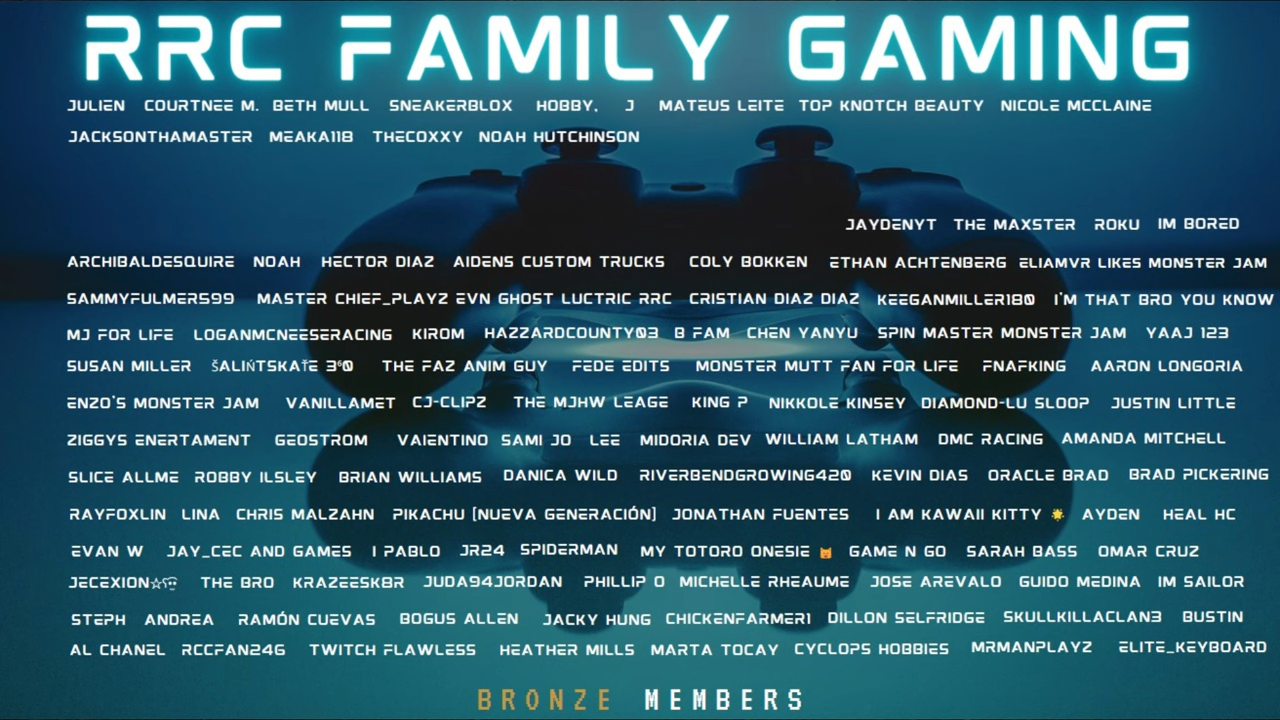 RRC FAMILY GAMING
JULIEN COURTNEE M. BETH MULL SNEAKERBLOX HOBBY, J MATEUS LEITE TOP KNOTCH BEAUTY NICOLE MCCLAINE
JACKSONTHAMASTER MEAKA11B THECOXXY NOAH HUTCHINSON
JAYDENYT THE MAXSTER ROKU IM BORED
ARCHIBALDESQUIRE NOAH HECTOR DIAZ AIDENS CUSTOM TRUCKS COLY BOKKEN ETHAN ACHTENBERG ELIAMVR LIKES MONSTER JAM
SAMMYFULMER599 MASTER CHIEF_PLAYZ EVN GHOST LUCTRIC RRC CRISTIAN DIAZ DIAZ KEEGANMILLER180 I'M THAT BRO YOU KNOW
MJ FOR LIFE LOGANMCNEESERACING KIROM HAZZARDCOUNTY03 B FAM CHEN YANYU SPIN MASTER MONSTER JAM YAAJ 123
SUSAN MILLER ŠALIŃTSKAŤE 3⁶0 THE FAZ ANIM GUY FEDE EDITS MONSTER MUTT FAN FOR LIFE FNAFKING AARON LONGORIA
ENZO'S MONSTER JAM VANILLAMET CJ-CLIPZ THE MJHW LEAGE KING P NIKKOLE KINSEY DIAMOND-LU SLOOP JUSTIN LITTLE
ZIGGYS ENERTAMENT GEOSTROM VAIENTINO SAMI JO LEE MIDORIA DEV WILLIAM LATHAM DMC RACING AMANDA MITCHELL
SLICE ALLME ROBBY ILSLEY BRIAN WILLIAMS DANICA WILD RIVERBENDGROWING420 KEVIN DIAS ORACLE BRAD BRAD PICKERING
RAYFOXLIN LINA CHRIS MALZAHN PIKACHU (NUEVA GENERACIÓN) JONATHAN FUENTES I AM KAWAII KITTY 🌟 AYDEN HEAL HC
EVAN W JAY_CEC AND GAMES I PABLO JR24 SPIDERMAN MY TOTORO ONESIE 🐱 GAME N GO SARAH BASS OMAR CRUZ
JECEXION☆ THE BRO KRAZEESK8R JUDA94JORDAN PHILLIP O MICHELLE RHEAUME JOSE AREVALO GUIDO MEDINA IM SAILOR
STEPH ANDREA RAMÓN CUEVAS BOGUS ALLEN JACKY HUNG CHICKENFARMER1 DILLON SELFRIDGE SKULLKILLACLAN3 BUSTIN
AL CHANEL RCCFAN246 TWITCH FLAWLESS HEATHER MILLS MARTA TOCAY CYCLOPS HOBBIES MRMANPLAYZ ELITE_KEYBOARD
BRONZE MEMBERS